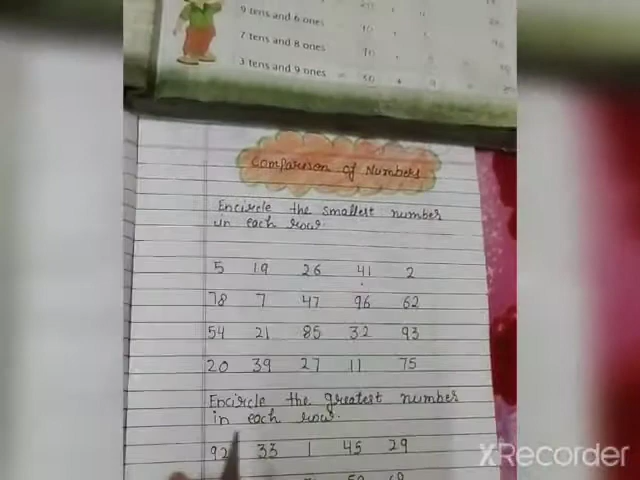 9 tens and 6 ones
7 tens and 8 ones
3 tens and 9 ones =
Comparison of Numbers
Encircle the smallest number
in each row.
5 19 26 41 2
78 7 47 96 62
54 21 85 32 93
20 39 27 11 75
Encircle the greatest number
in each row.
92 33 1 45 29
XRecorder